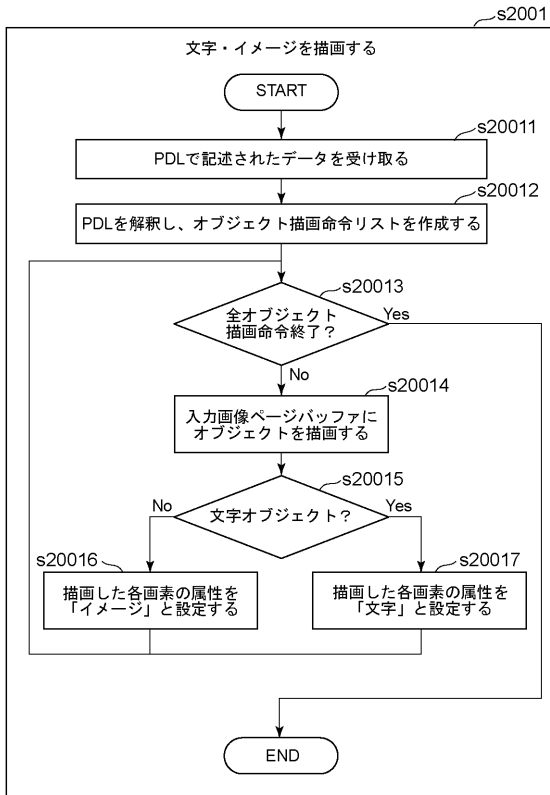 s2001
文字・イメージを描画する
START
s20011
PDLで記述されたデータを受け取る
s20012
PDLを解釈し、オブジェクト描画命令リストを作成する
s20013
全オブジェクト
描画命令終了？
Yes
No
s20014
入力画像ページバッファに
オブジェクトを描画する
s20015
文字オブジェクト？
No
Yes
s20016
描画した各画素の属性を
「イメージ」と設定する
s20017
描画した各画素の属性を
「文字」と設定する
END